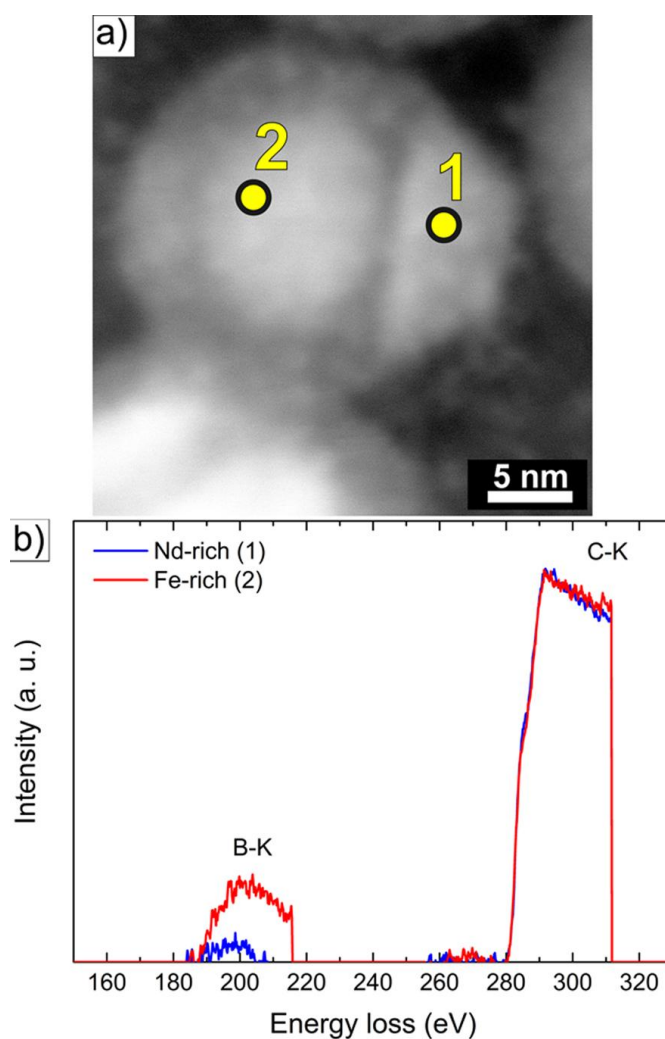 a)
2
1
5 nm
b)
Nd-rich (1)
Fe-rich (2)
C-K
B-K
Intensity (a. u.)
160 180 200 220 240 260 280 300 320
Energy loss (eV)